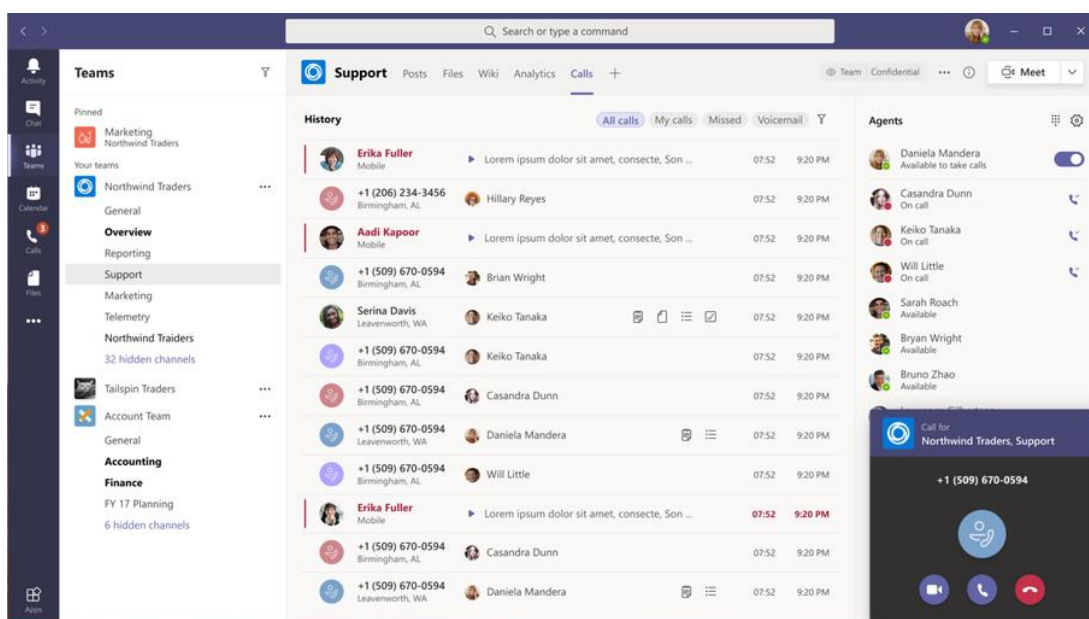 Search or type a command
Activity
Chat
Teams
Calendar
3
Calls
Files
Apps
Teams
Pinned
Marketing
Northwind Traders
Your teams
Northwind Traders
General
Overview
Reporting
Support
Marketing
Telemetry
Northwind Traiders
32 hidden channels
Tailspin Traders
Account Team
General
Accounting
Finance
FY 17 Planning
6 hidden channels
Support Posts Files Wiki Analytics Calls
Team Confidential
Meet
History
All calls My calls Missed Voicemail
Erika Fuller
Mobile
Lorem ipsum dolor sit amet, consecte, Son ... 07:52 9:20 PM
+1 (206) 234-3456
Birmingham, AL
Hillary Reyes 07:52 9:20 PM
Aadi Kapoor
Mobile
Lorem ipsum dolor sit amet, consecte, Son ... 07:52 9:20 PM
+1 (509) 670-0594
Birmingham, AL
Brian Wright 07:52 9:20 PM
Serina Davis
Leavenworth, WA
Keiko Tanaka 07:52 9:20 PM
+1 (509) 670-0594
Birmingham, AL
Keiko Tanaka 07:52 9:20 PM
+1 (509) 670-0594
Birmingham, AL
Casandra Dunn 07:52 9:20 PM
+1 (509) 670-0594
Leavenworth, WA
Daniela Mandera 07:52 9:20 PM
+1 (509) 670-0594
Birmingham, AL
Will Little 07:52 9:20 PM
Erika Fuller
Mobile
Lorem ipsum dolor sit amet, consecte, Son ... 07:52 9:20 PM
+1 (509) 670-0594
Birmingham, AL
Casandra Dunn 07:52 9:20 PM
+1 (509) 670-0594
Leavenworth, WA
Daniela Mandera 07:52 9:20 PM
Agents
Daniela Mandera
Available to take calls
Casandra Dunn
On call
Keiko Tanaka
On call
Will Little
On call
Sarah Roach
Available
Bryan Wright
Available
Bruno Zhao
Available
Call for
Northwind Traders, Support
+1 (509) 670-0594